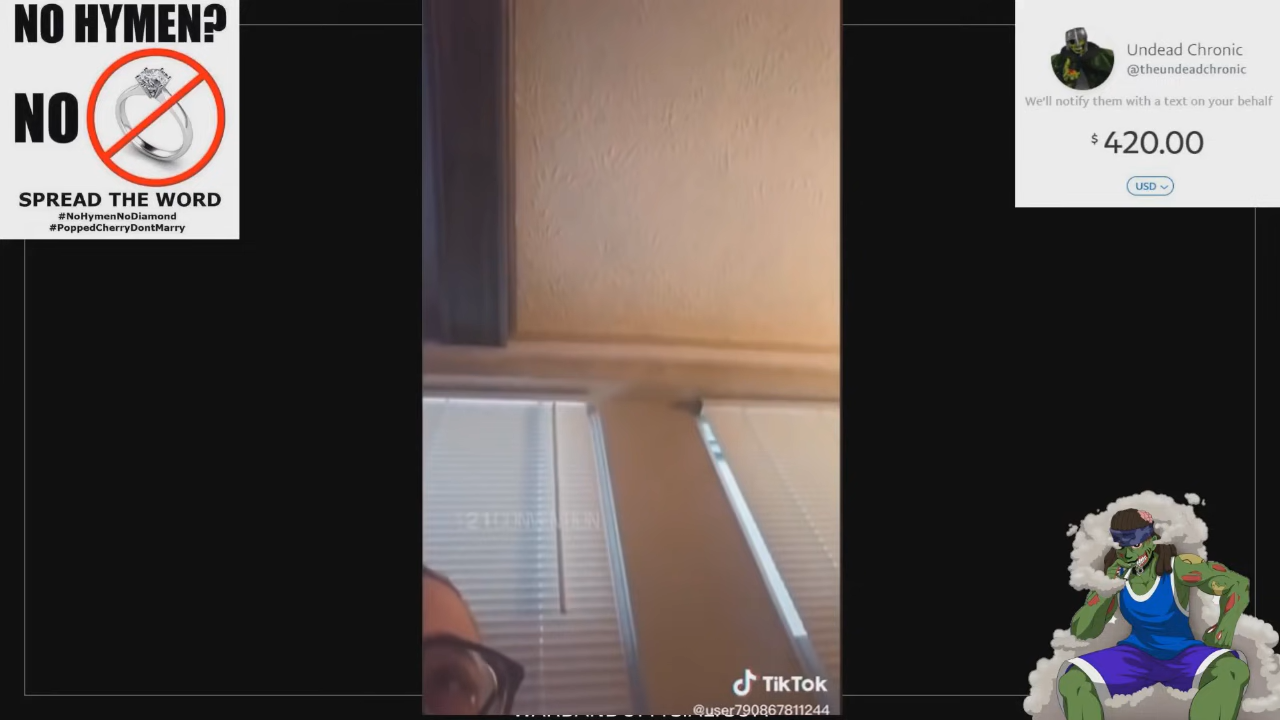 NO HYMEN?
NO
SPREAD THE WORD
#NoHymenNoDiamond
#PoppedCherryDontMarry
Undead Chronic
@theundeadchronic
We'll notify them with a text on your behalf
$ 420.00
USD
TikTok
@user790867811244